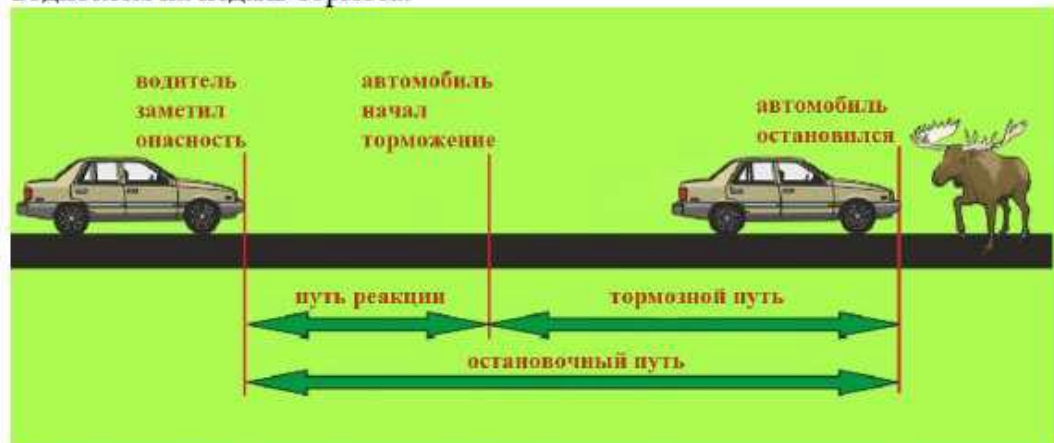 водитель
заметил
опасность
автомобиль
начал
торможение
автомобиль
остановился
путь реакции
тормозной путь
остановочный путь